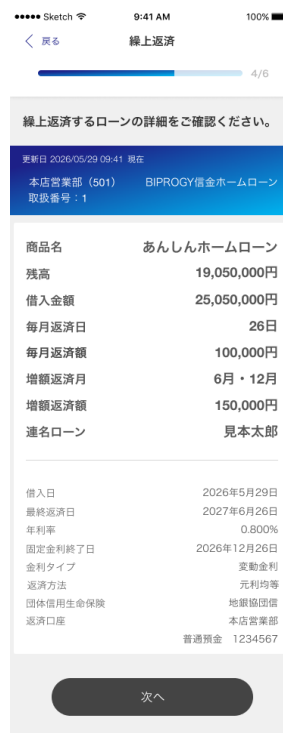 Sketch 9:41 AM 100%
戻る 繰上返済
4/6
繰上返済するローンの詳細をご確認ください。
更新日 2026/05/29 09:41 現在
本店営業部（501） BIPROGY信金ホームローン
取扱番号：1
商品名 あんしんホームローン
残高 19,050,000円
借入金額 25,050,000円
毎月返済日 26日
毎月返済額 100,000円
増額返済月 6月・12月
増額返済額 150,000円
連名ローン 見本太郎
借入日 2026年5月29日
最終返済日 2027年6月26日
年利率 0.800%
固定金利終了日 2026年12月26日
金利タイプ 変動金利
返済方法 元利均等
団体信用生命保険 地銀協団信
返済口座 本店営業部
普通預金 1234567
次へ